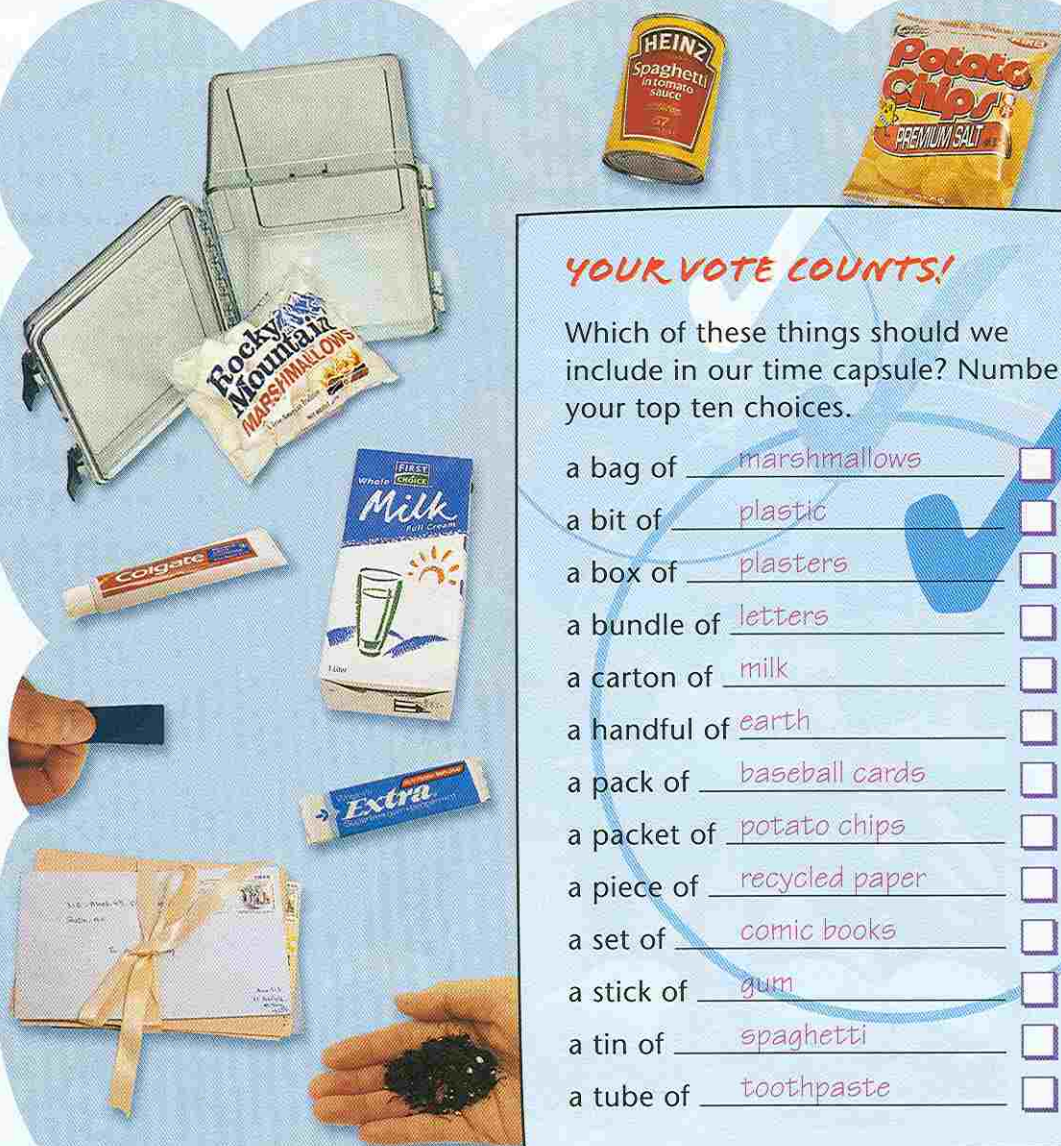 HEINZ
Spaghetti
in tomato
sauce
57
Potato
Chips
PREMIUM SALT
Rocky
Mountain
MARSHMALLOWS
YOUR VOTE COUNTS!
Which of these things should we
include in our time capsule? Numbe
your top ten choices.
a bag of marshmallows
a bit of plastic
a box of plasters
a bundle of letters
a carton of milk
a handful of earth
a pack of baseball cards
a packet of potato chips
a piece of recycled paper
a set of comic books
a stick of gum
a tin of spaghetti
a tube of toothpaste
FIRST
Whole CHOICE
Milk
Full Cream
1 Liter
Colgate
Extra